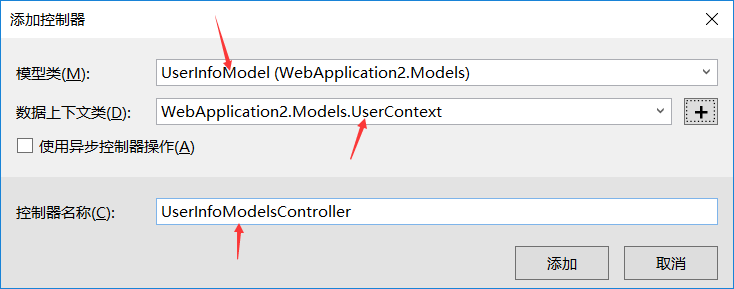 添加控制器
模型类(M): UserInfoModel (WebApplication2.Models)
数据上下文类(D): WebApplication2.Models.UserContext +
使用异步控制器操作(A)
控制器名称(C): UserInfoModelsController
添加 取消